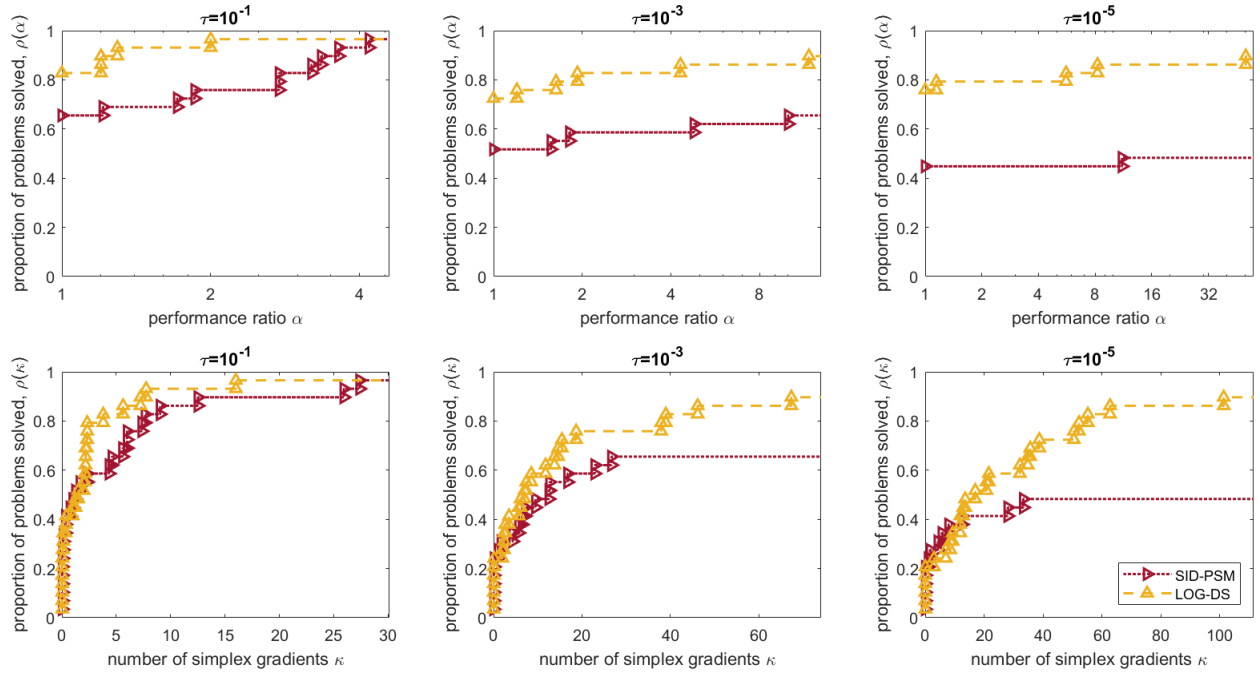 τ=10⁻¹
proportion of problems solved, ρ(α)
1
0.8
0.6
0.4
0.2
0
1 2 4
performance ratio α
τ=10⁻³
proportion of problems solved, ρ(α)
1
0.8
0.6
0.4
0.2
0
1 2 4 8
performance ratio α
τ=10⁻⁵
proportion of problems solved, ρ(α)
1
0.8
0.6
0.4
0.2
0
1 2 4 8 16 32
performance ratio α
τ=10⁻¹
proportion of problems solved, ρ(κ)
1
0.8
0.6
0.4
0.2
0
0 5 10 15 20 25 30
number of simplex gradients κ
τ=10⁻³
proportion of problems solved, ρ(κ)
1
0.8
0.6
0.4
0.2
0
0 20 40 60
number of simplex gradients κ
τ=10⁻⁵
proportion of problems solved, ρ(κ)
1
0.8
0.6
0.4
0.2
0
0 20 40 60 80 100
number of simplex gradients κ
SID-PSM
LOG-DS